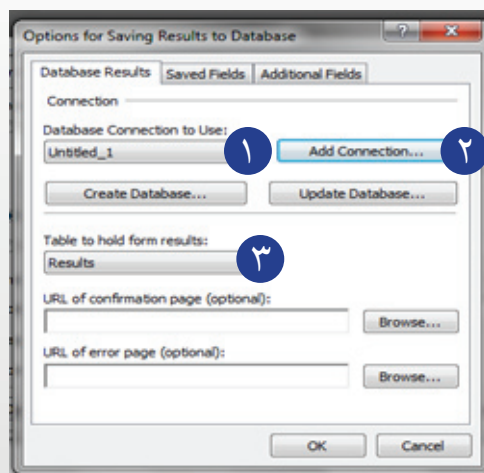 Options for Saving Results to Database
Database Results Saved Fields Additional Fields
Connection
Database Connection to Use:
Untitled_1 ١ Add Connection... ٢
Create Database... Update Database...
Table to hold form results:
Results ٣
URL of confirmation page (optional):
Browse...
URL of error page (optional):
Browse...
OK Cancel